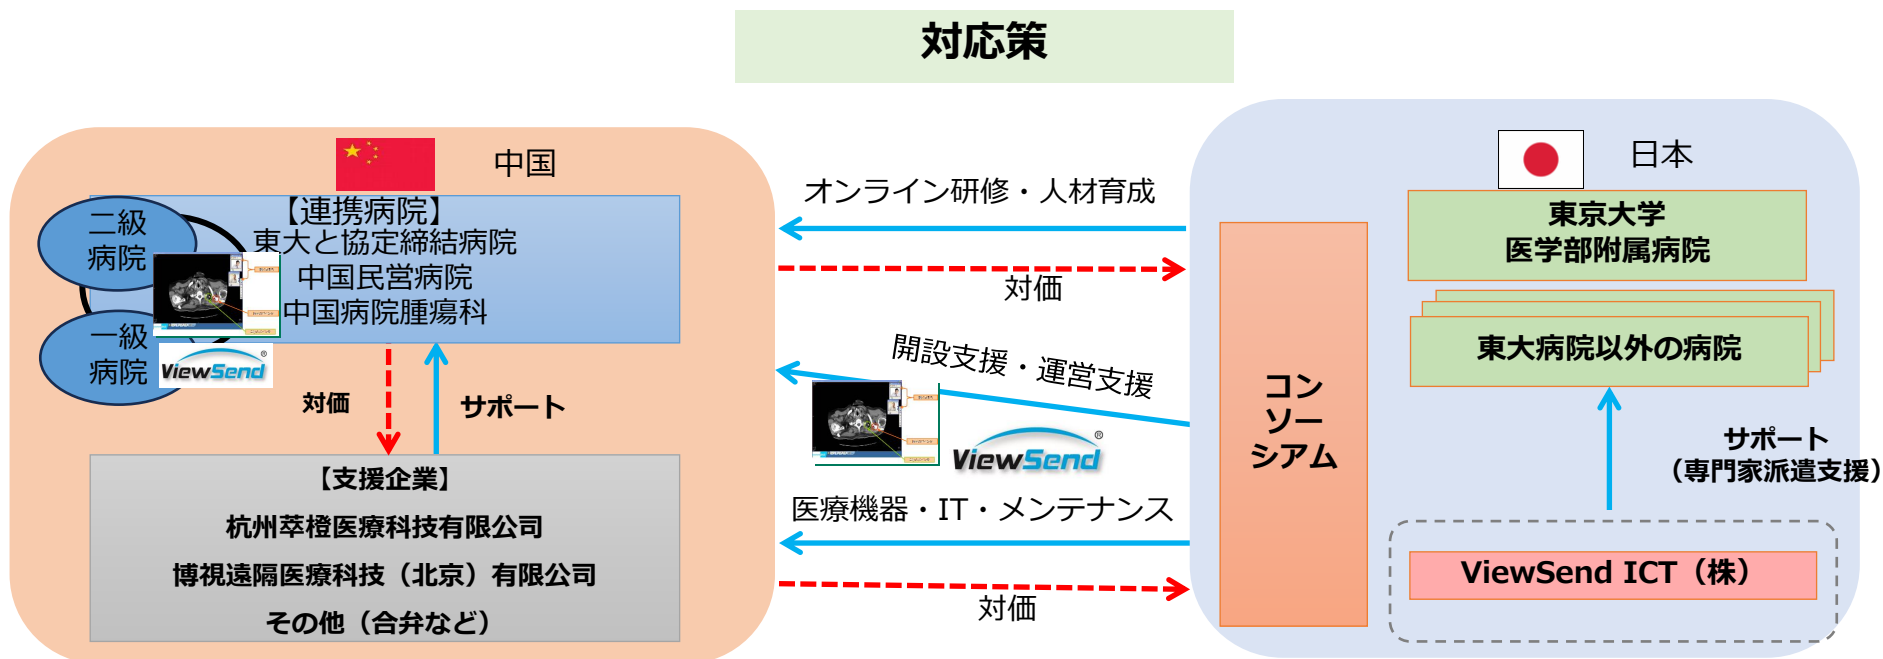 対応策
中国
二級
病院
一級
病院
【連携病院】
東大と協定締結病院
中国民営病院
中国病院腫瘍科
ViewSend®
対価
サポート
【支援企業】
杭州萃橙医療科技有限公司
博視遠隔医療科技（北京）有限公司
その他（合弁など）
オンライン研修・人材育成
対価
開設支援・運営支援
ViewSend®
医療機器・IT・メンテナンス
対価
日本
コン
ソー
シアム
東京大学
医学部附属病院
東大病院以外の病院
サポート
（専門家派遣支援）
ViewSend ICT（株）